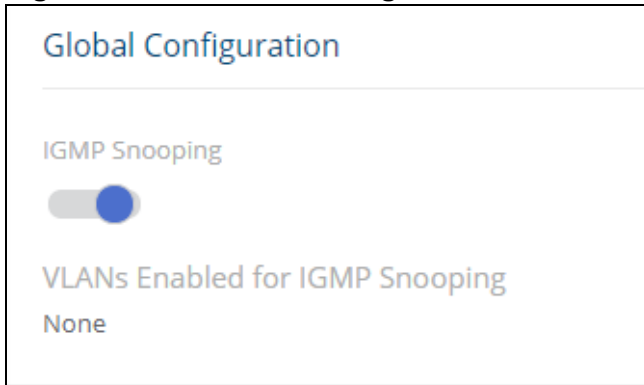 Global Configuration
IGMP Snooping
VLANs Enabled for IGMP Snooping
None